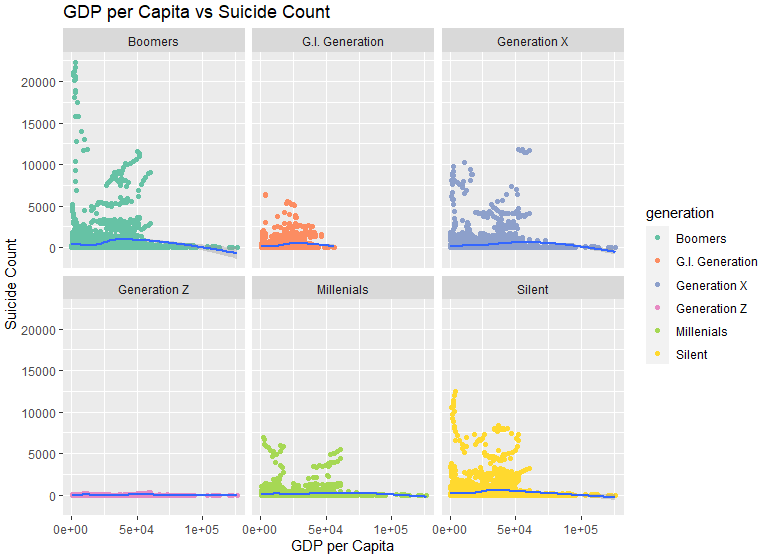 GDP per Capita vs Suicide Count
Boomers G.I. Generation Generation X
20000
15000
10000
5000
0
Generation Z Millenials Silent
20000
15000
10000
5000
0
0e+00 5e+04 1e+05 0e+00 5e+04 1e+05 0e+00 5e+04 1e+05
GDP per Capita
Suicide Count
generation
Boomers
G.I. Generation
Generation X
Generation Z
Millenials
Silent